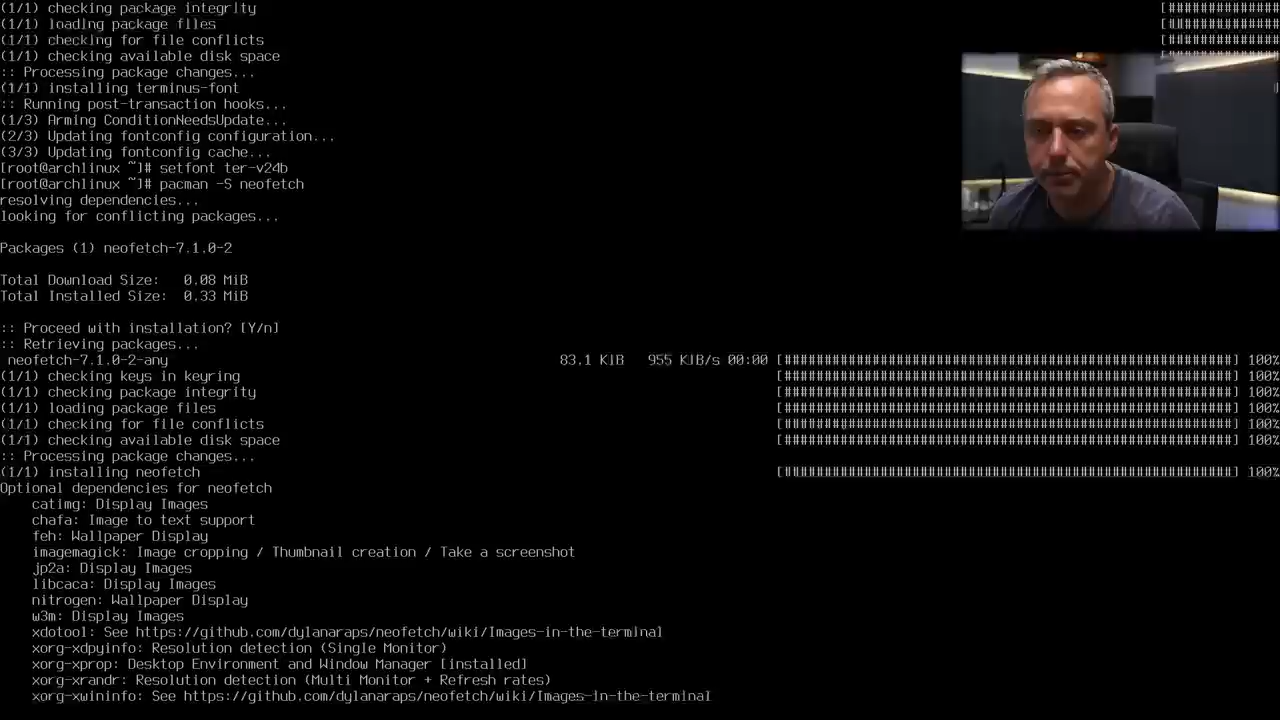 (1/1) checking package integrity [##############
(1/1) loading package files [##############
(1/1) checking for file conflicts [##############
(1/1) checking available disk space
:: Processing package changes...
(1/1) installing terminus-font
:: Running post-transaction hooks...
(1/3) Arming ConditionNeedsUpdate...
(2/3) Updating fontconfig configuration...
(3/3) Updating fontconfig cache...
[root@archlinux ~]# setfont ter-v24b
[root@archlinux ~]# pacman -S neofetch
resolving dependencies...
looking for conflicting packages...
Packages (1) neofetch-7.1.0-2
Total Download Size: 0.08 MiB
Total Installed Size: 0.33 MiB
:: Proceed with installation? [Y/n]
:: Retrieving packages...
neofetch-7.1.0-2-any 83.1 KiB 955 KiB/s 00:00 [########################################################] 100%
(1/1) checking keys in keyring [########################################################] 100%
(1/1) checking package integrity [########################################################] 100%
(1/1) loading package files [########################################################] 100%
(1/1) checking for file conflicts [########################################################] 100%
(1/1) checking available disk space [########################################################] 100%
:: Processing package changes...
(1/1) installing neofetch [########################################################] 100%
Optional dependencies for neofetch
catimg: Display Images
chafa: Image to text support
feh: Wallpaper Display
imagemagick: Image cropping / Thumbnail creation / Take a screenshot
jp2a: Display Images
libcaca: Display Images
nitrogen: Wallpaper Display
w3m: Display Images
xdotool: See https://github.com/dylanaraps/neofetch/wiki/Images-in-the-terminal
xorg-xdpyinfo: Resolution detection (Single Monitor)
xorg-xprop: Desktop Environment and Window Manager [installed]
xorg-xrandr: Resolution detection (Multi Monitor + Refresh rates)
xorg-xwininfo: See https://github.com/dylanaraps/neofetch/wiki/Images-in-the-terminal